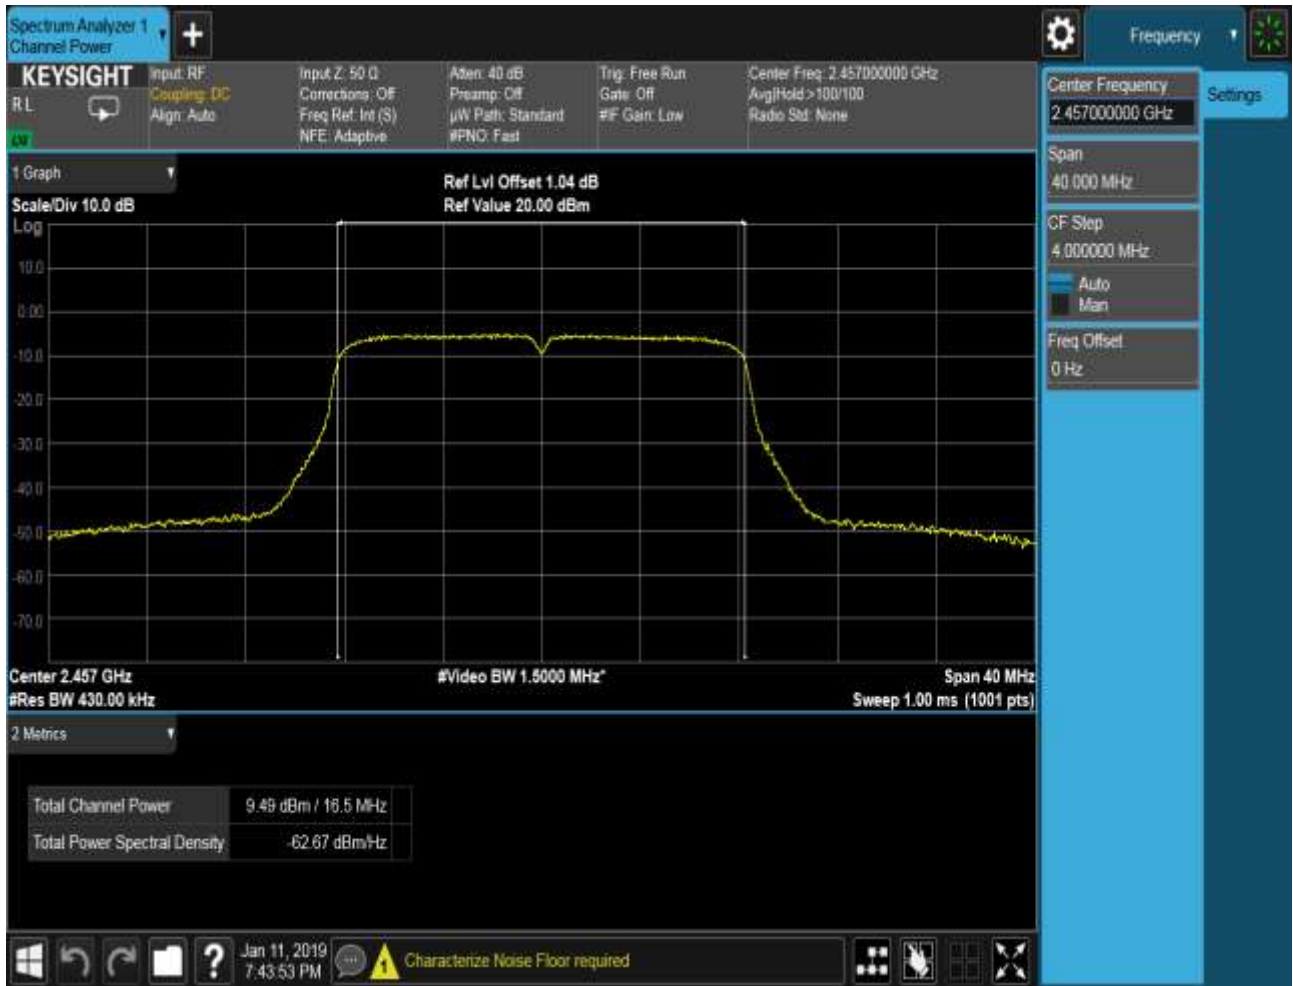 Spectrum Analyzer 1
Channel Power
Frequency
KEYSIGHT
Input: RF
Coupling: DC
Align: Auto
Input Z: 50 Ω
Corrections: Off
Freq Ref: Int (S)
NFE: Adaptive
Atten: 40 dB
Preamp: Off
µW Path: Standard
#PNO: Fast
Trig: Free Run
Gate: Off
#IF Gain: Low
Center Freq: 2.457000000 GHz
Avg|Hold:>100/100
Radio Std: None
R L
LXI
Center Frequency
2.457000000 GHz
Settings
Span
40.000 MHz
CF Step
4.000000 MHz
Auto
Man
Freq Offset
0 Hz
1 Graph
Scale/Div 10.0 dB
Ref Lvl Offset 1.04 dB
Ref Value 20.00 dBm
Log
10.0
0.00
-10.0
-20.0
-30.0
-40.0
-50.0
-60.0
-70.0
Center 2.457 GHz
#Video BW 1.5000 MHz*
Span 40 MHz
#Res BW 430.00 kHz
Sweep 1.00 ms (1001 pts)
2 Metrics
Total Channel Power 9.49 dBm / 16.5 MHz
Total Power Spectral Density -62.67 dBm/Hz
?
Jan 11, 2019
7:43:53 PM
1
Characterize Noise Floor required